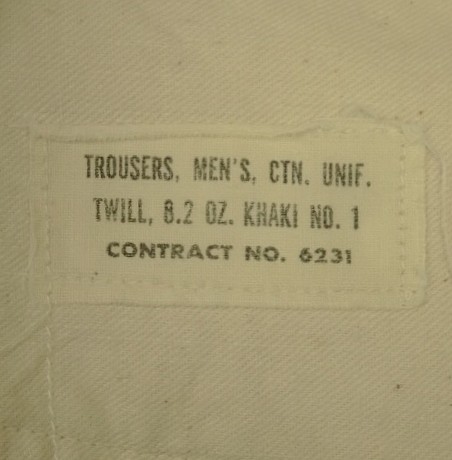 TROUSERS, MEN'S, CTN. UNIF.
TWILL, 8.2 OZ. KHAKI NO. 1
CONTRACT NO. 6231